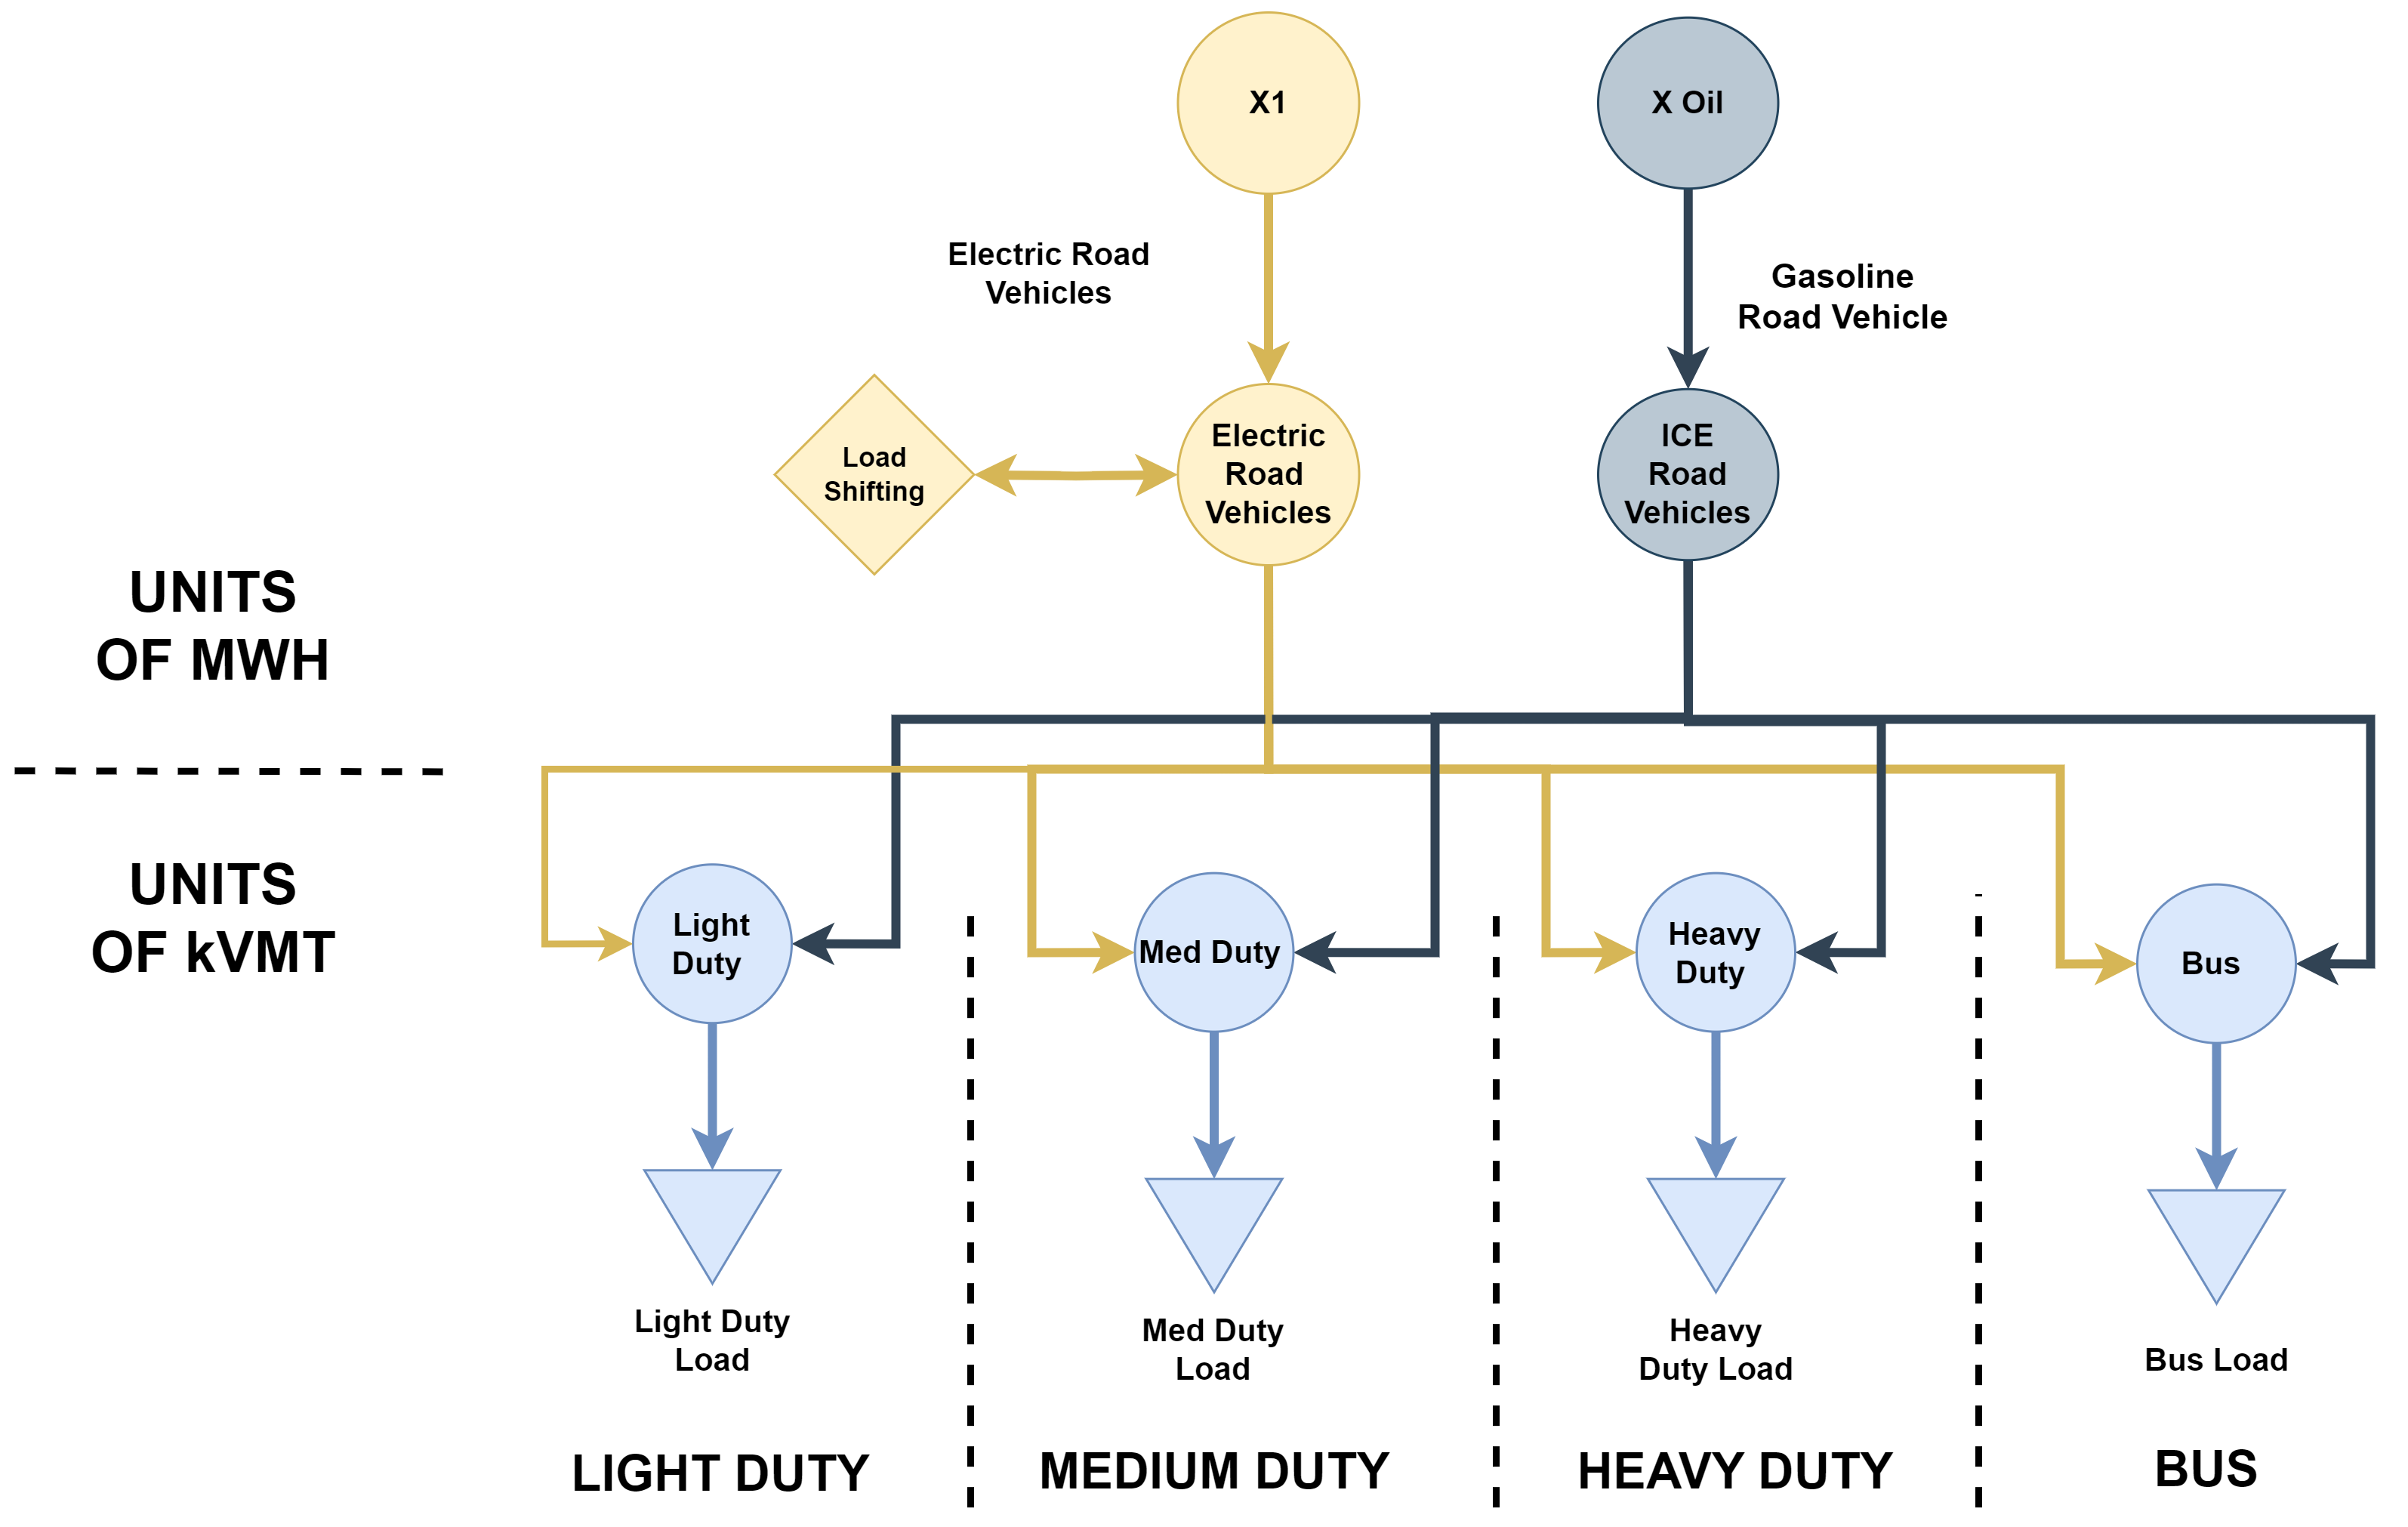 X1
X Oil
Electric Road
Vehicles
Gasoline
Road Vehicle
Load
Shifting
Electric
Road
Vehicles
ICE
Road
Vehicles
UNITS
OF MWH
UNITS
OF kVMT
Light
Duty
Med Duty
Heavy
Duty
Bus
Light Duty
Load
Med Duty
Load
Heavy
Duty Load
Bus Load
LIGHT DUTY
MEDIUM DUTY
HEAVY DUTY
BUS